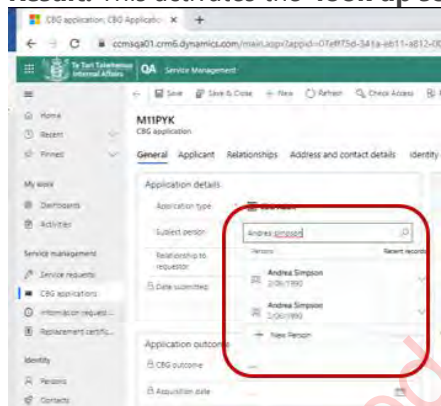 Result: This activates the 'look up se
CBG application: CBG Applicatio × +
ccmsqa01.crm6.dynamics.com/main.aspx?appid=07eff75d-341a-eb11-a812-00
Te Tari Taiwhenua
Internal Affairs
QA Service Management
Save Save & Close + New Refresh Check Access
Home
Recent
Pinned
M11PYK
CBG application
General Applicant Relationships Address and contact details Identity
My work
Dashboards
Activities
Service management
Service requests
CBG applications
Information request...
Replacement certific...
Identity
Persons
Contacts
Application details
Application type
Subject person
Andrea simpson
Persons Recent records
Relationship to
requestor
Andrea Simpson
2/06/1990
Date submitted
Andrea Simpson
2/06/1990
+ New Person
Application outcome
CBG outcome ---
Acquisition date ---